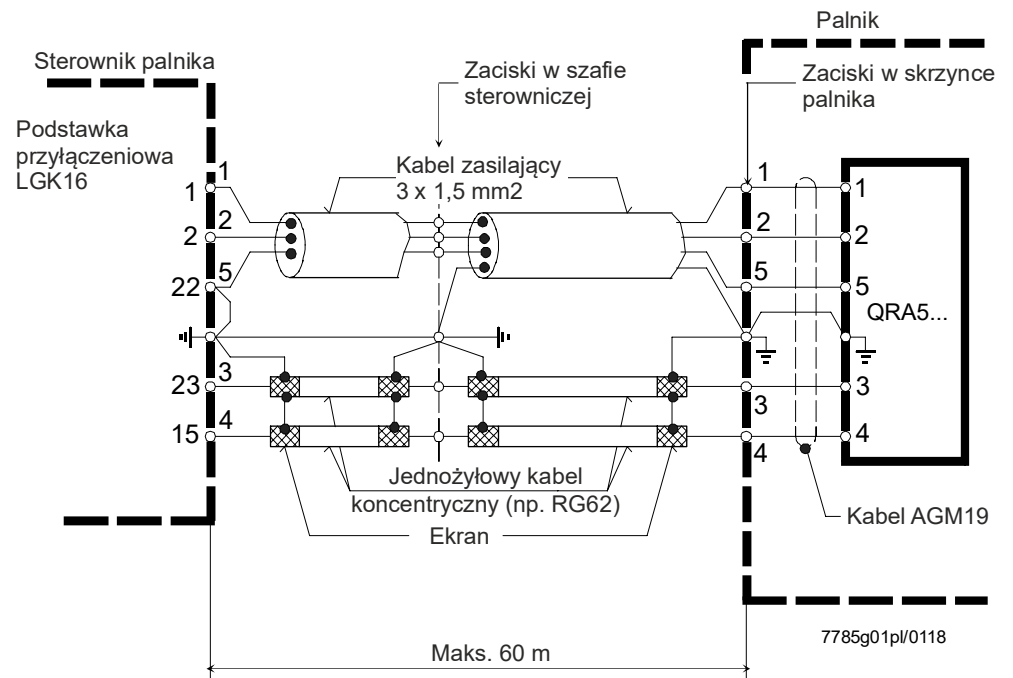 Palnik
Sterownik palnika
Zaciski w szafie
sterowniczej
Zaciski w skrzynce
palnika
Podstawka
przyłączeniowa
LGK16
Kabel zasilający
3 x 1,5 mm2
1
1
1
1
2
2
2
2
22
5
5
5
QRA5...
23
3
3
3
15
4
4
4
Jednożyłowy kabel
koncentryczny (np. RG62)
Ekran
Kabel AGM19
7785g01pl/0118
Maks. 60 m